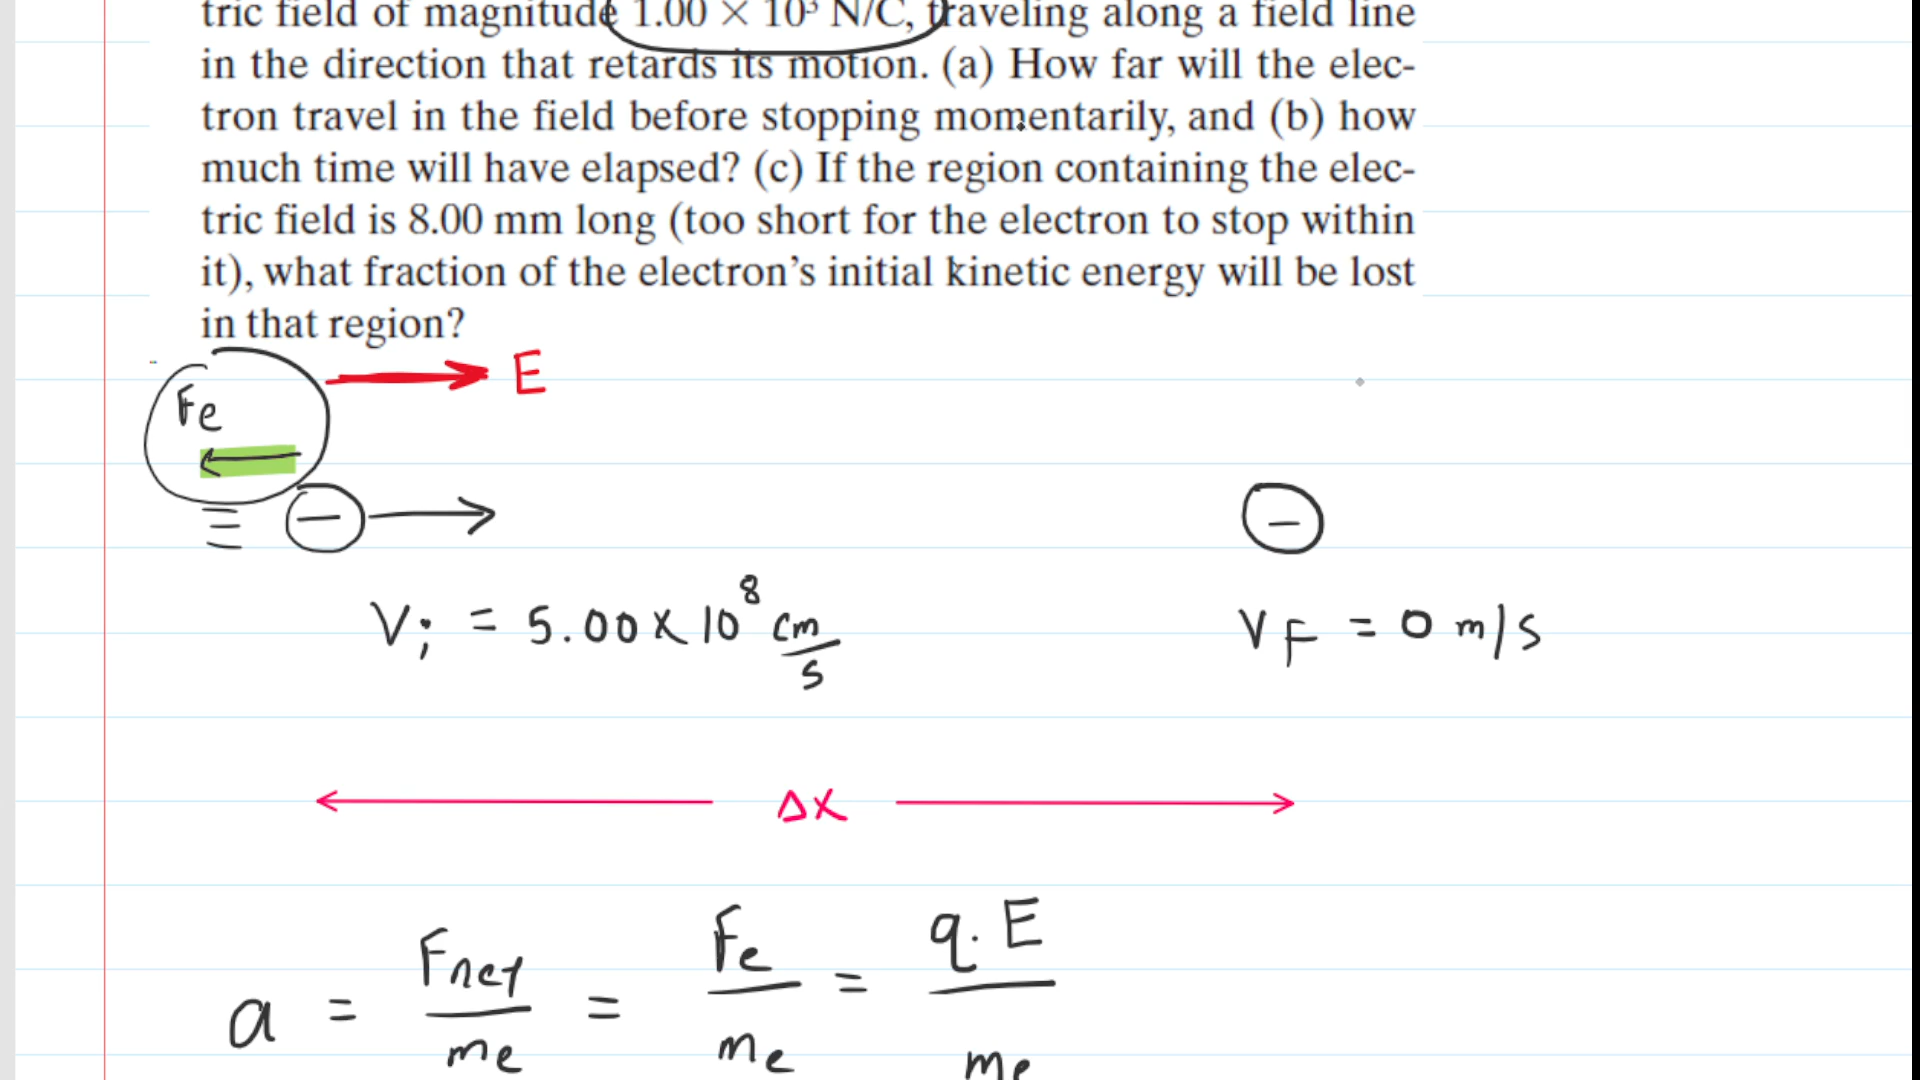 tric field of magnitude 1.00 × 10³ N/C, traveling along a field line
in the direction that retards its motion. (a) How far will the elec-
tron travel in the field before stopping momentarily, and (b) how
much time will have elapsed? (c) If the region containing the elec-
tric field is 8.00 mm long (too short for the electron to stop within
it), what fraction of the electron's initial kinetic energy will be lost
in that region?
E
Fe
Vi = 5.00 X 10⁸ cm/s
VF = 0 m/s
ΔX
a = Fnet/me = Fe/me = q. E/me